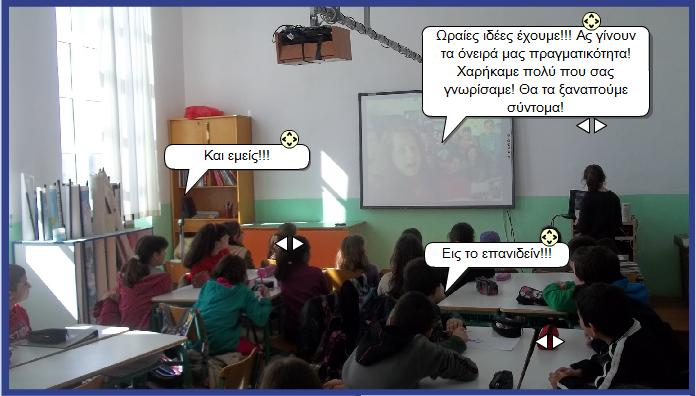 Ωραίες ιδέες έχουμε!!! Ας γίνουν
τα όνειρά μας πραγματικότητα!
Χαρήκαμε πολύ που σας
γνωρίσαμε! Θα τα ξαναπούμε
σύντομα!
Και εμείς!!!
Εις το επανιδείν!!!